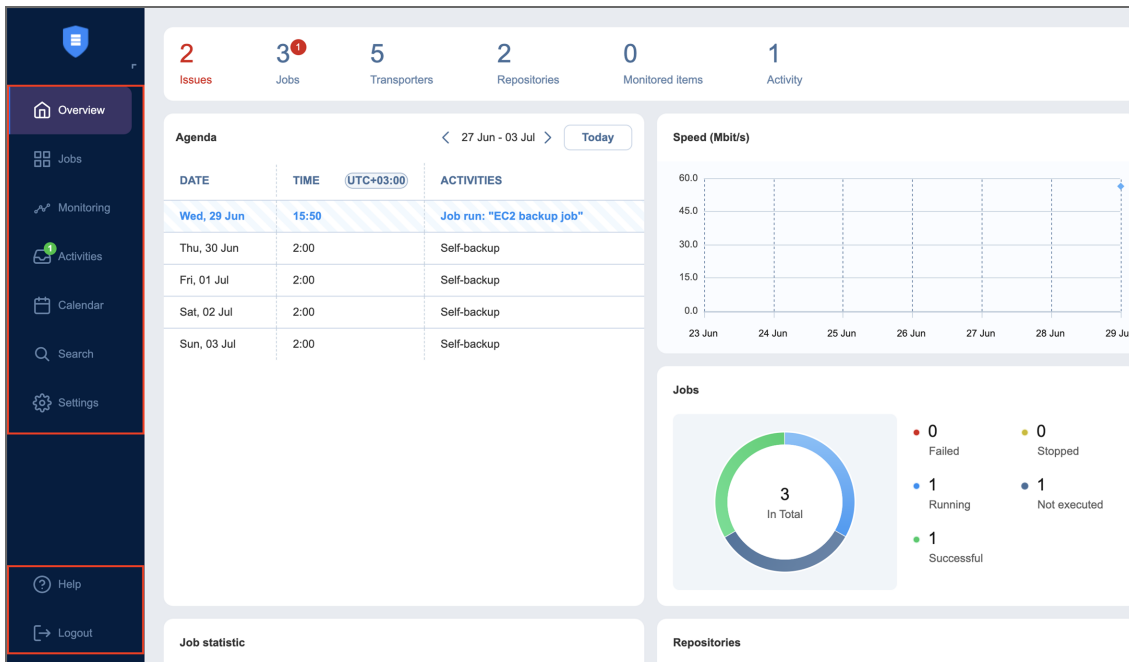 2
Issues
3 1
Jobs
5
Transporters
2
Repositories
0
Monitored items
1
Activity
Overview
Jobs
Monitoring
1
Activities
Calendar
Search
Settings
Help
Logout
Agenda
27 Jun - 03 Jul
Today
DATE TIME UTC+03:00 ACTIVITIES
Wed, 29 Jun 15:50 Job run: "EC2 backup job"
Thu, 30 Jun 2:00 Self-backup
Fri, 01 Jul 2:00 Self-backup
Sat, 02 Jul 2:00 Self-backup
Sun, 03 Jul 2:00 Self-backup
Speed (Mbit/s)
60.0
45.0
30.0
15.0
0.0
23 Jun 24 Jun 25 Jun 26 Jun 27 Jun 28 Jun 29 Ju
Jobs
3
In Total
0
Failed
0
Stopped
1
Running
1
Not executed
1
Successful
Job statistic
Repositories